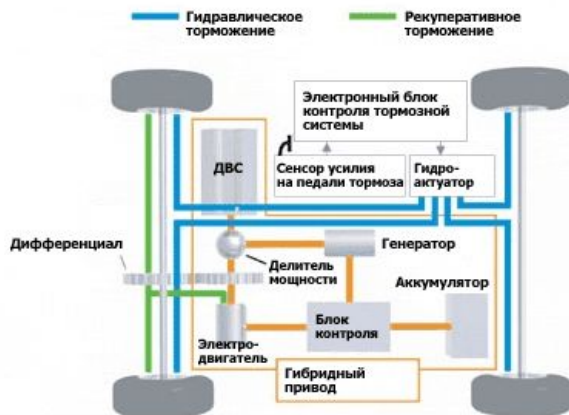 Гидравлическое
торможение
Рекуперативное
торможение
Электронный блок
контроля тормозной
системы
ДВС
Сенсор усилия
на педали тормоза
Гидро-
актуатор
Дифференциал
Делитель
мощности
Генератор
Аккумулятор
Электро-
двигатель
Блок
контроля
Гибридный
привод